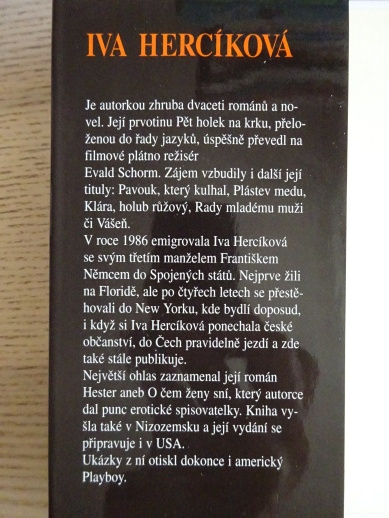 IVA HERCÍKOVÁ
Je autorkou zhruba dvaceti románů a no-
vel. Její prvotinu Pět holek na krku, přelo-
ženou do řady jazyků, úspěšně převedl na
filmové plátno režisér
Evald Schorm. Zájem vzbudily i další její
tituly: Pavouk, který kulhal, Plástev medu,
Klára, holub růžový, Rady mladému muži
či Vášeň.
V roce 1986 emigrovala Iva Hercíková
se svým třetím manželem Františkem
Němcem do Spojených států. Nejprve žili
na Floridě, ale po čtyřech letech se přestě-
hovali do New Yorku, kde bydlí doposud,
i když si Iva Hercíková ponechala české
občanství, do Čech pravidelně jezdí a zde
také stále publikuje.
Největší ohlas zaznamenal její román
Hester aneb O čem ženy sní, který autorce
dal punc erotické spisovatelky. Kniha vy-
šla také v Nizozemsku a její vydání se
připravuje i v USA.
Ukázky z ní otiskl dokonce i americký
Playboy.